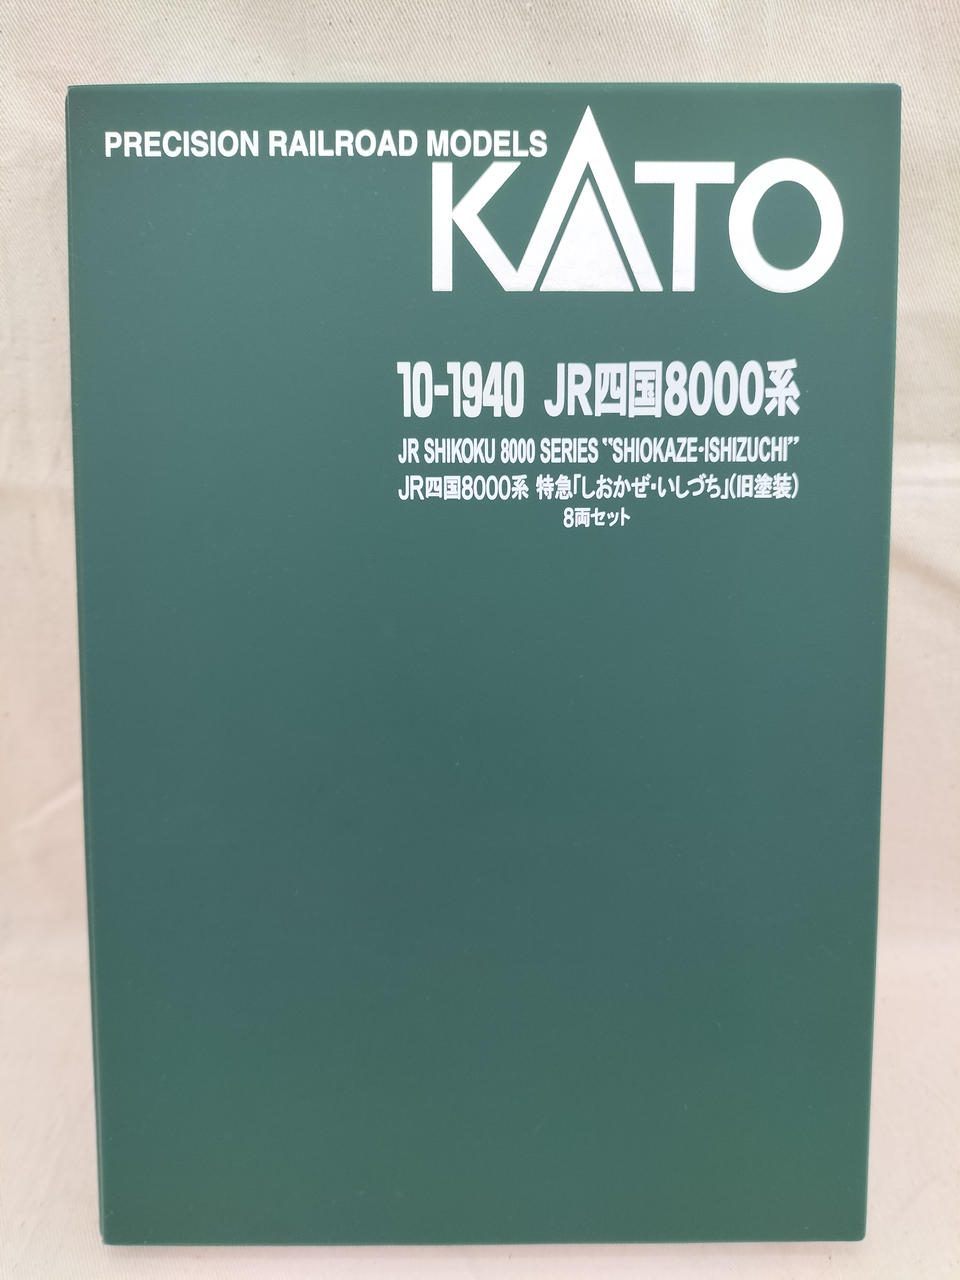 PRECISION RAILROAD MODELS
KATO
10-1940 JR四国8000系
JR SHIKOKU 8000 SERIES "SHIOKAZE・ISHIZUCHI"
JR四国8000系 特急「しおかぜ・いしづち」(旧塗装)
8両セット